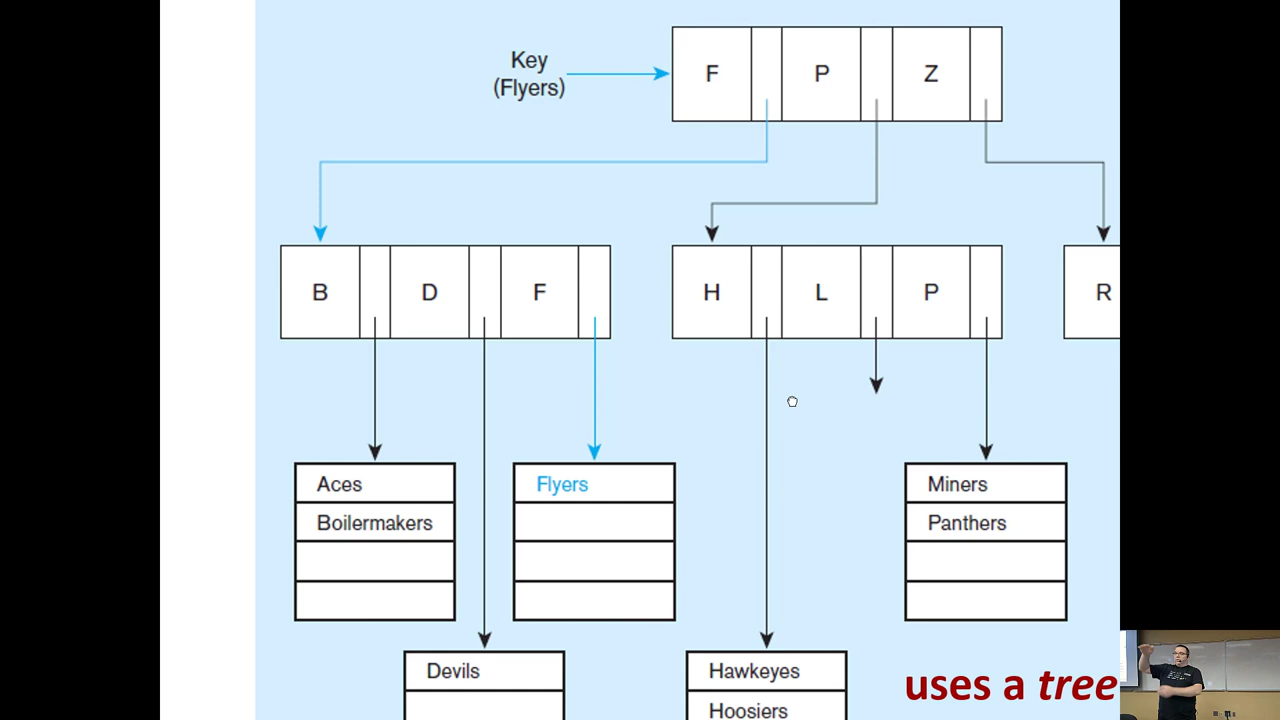 Key
(Flyers)
F P Z
B D F
H L P
R
Aces
Boilermakers
Flyers
Miners
Panthers
Devils
Hawkeyes
Hoosiers
uses a tree